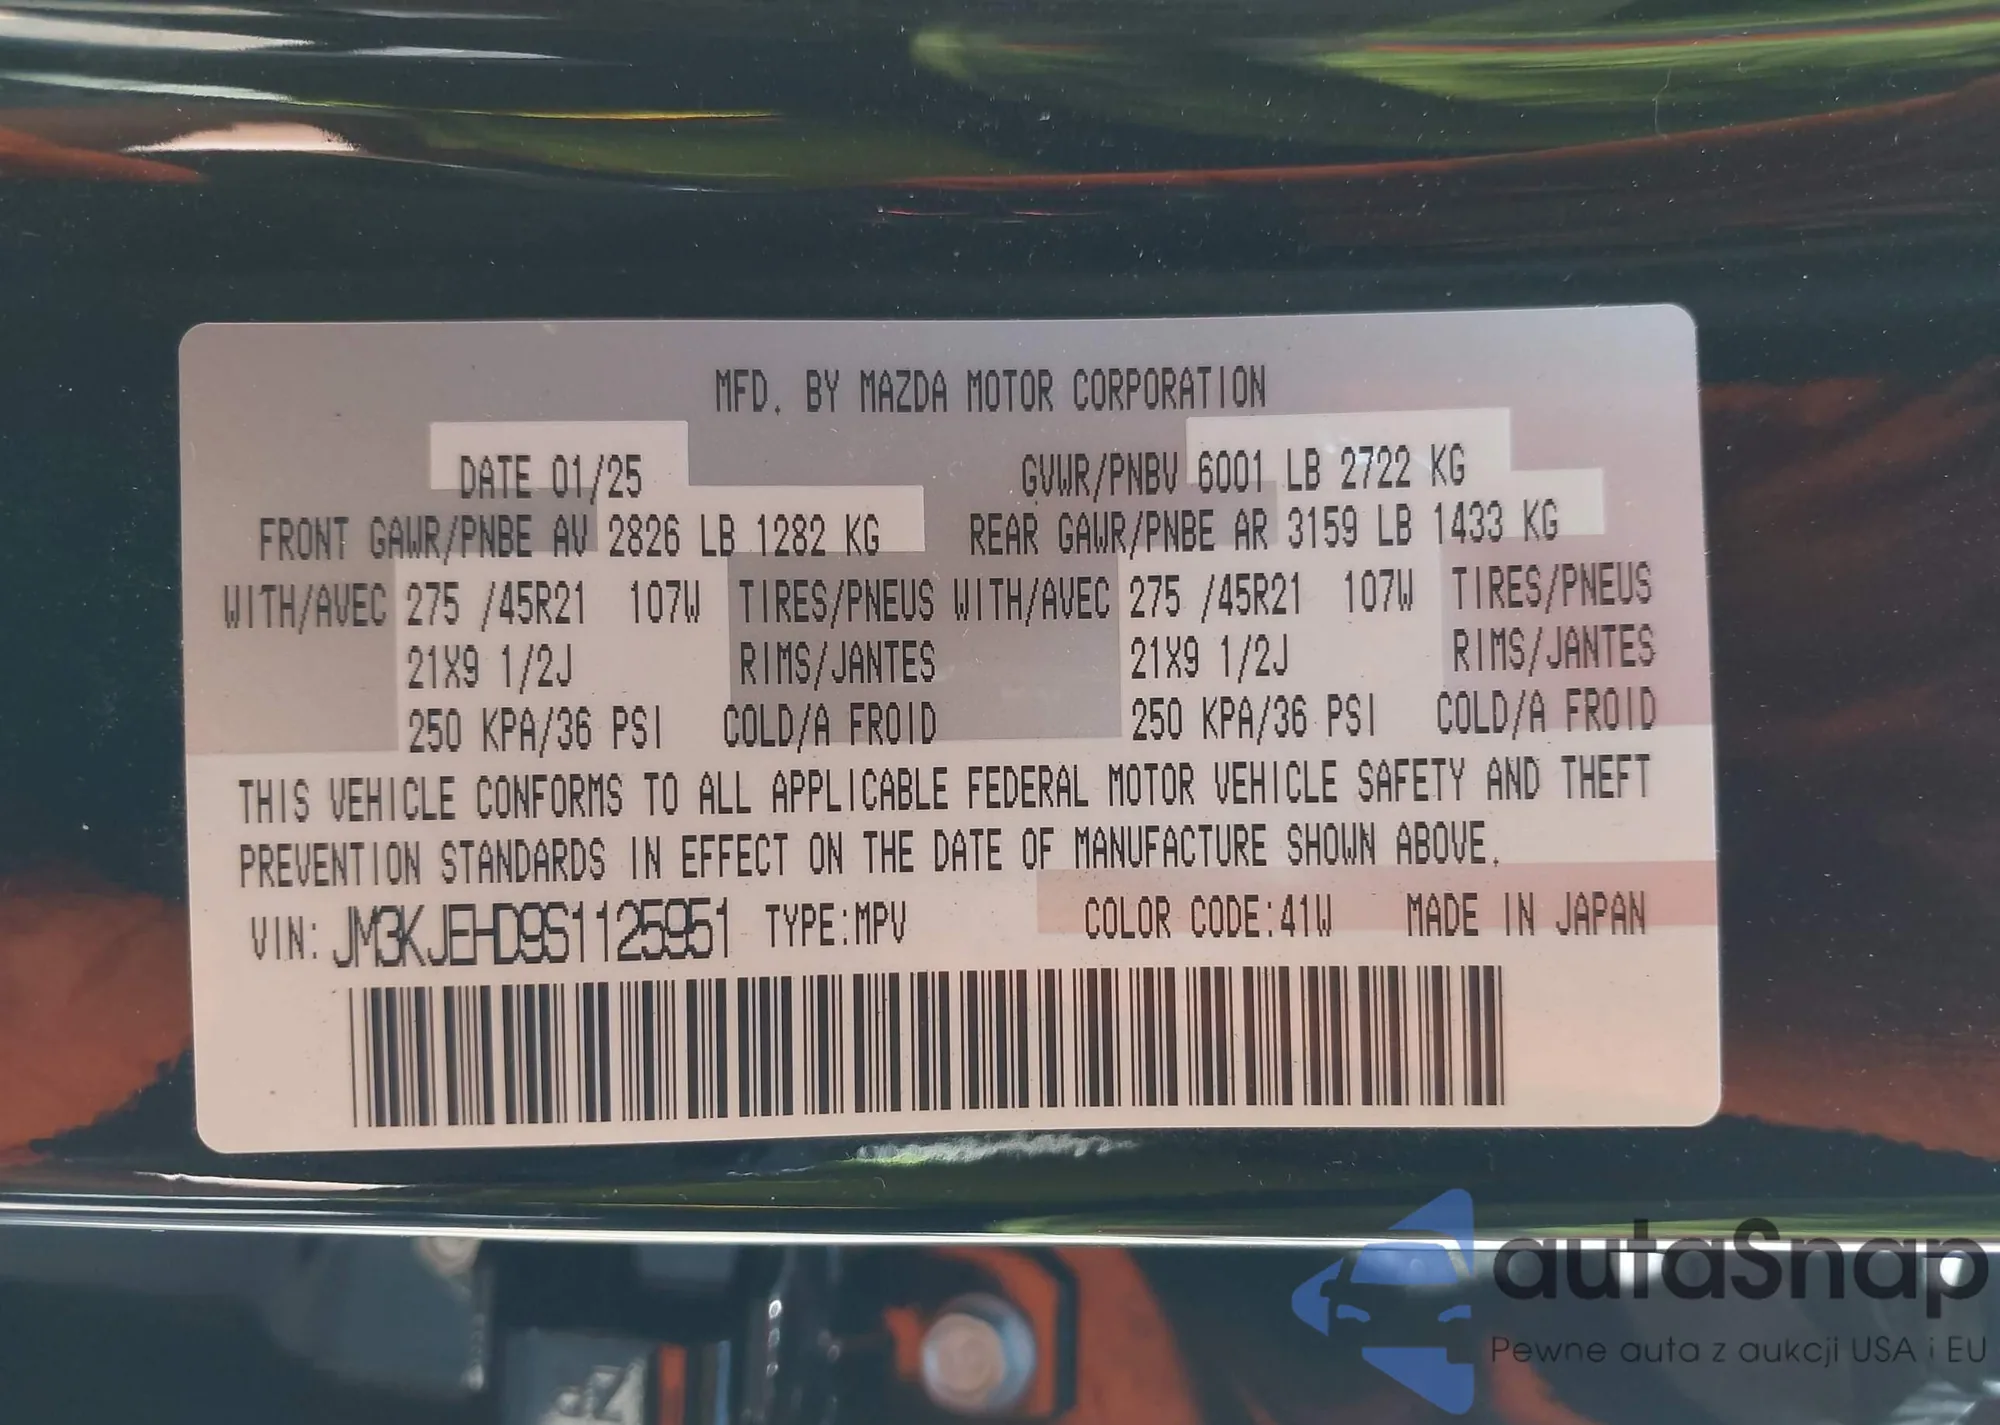 MFD. BY MAZDA MOTOR CORPORATION
DATE 01/25 GVWR/PNBV 6001 LB 2722 KG
FRONT GAWR/PNBE AV 2826 LB 1282 KG REAR GAWR/PNBE AR 3159 LB 1433 KG
WITH/AVEC 275 /45R21 107W TIRES/PNEUS WITH/AVEC 275 /45R21 107W TIRES/PNEUS
21X9 1/2J RIMS/JANTES 21X9 1/2J RIMS/JANTES
250 KPA/36 PSI COLD/A FROID 250 KPA/36 PSI COLD/A FROID
THIS VEHICLE CONFORMS TO ALL APPLICABLE FEDERAL MOTOR VEHICLE SAFETY AND THEFT
PREVENTION STANDARDS IN EFFECT ON THE DATE OF MANUFACTURE SHOWN ABOVE.
VIN: JM3KJEHD9S1125951 TYPE:MPV COLOR CODE:41W MADE IN JAPAN
autaSnap
Pewne auta z aukcji USA i EU